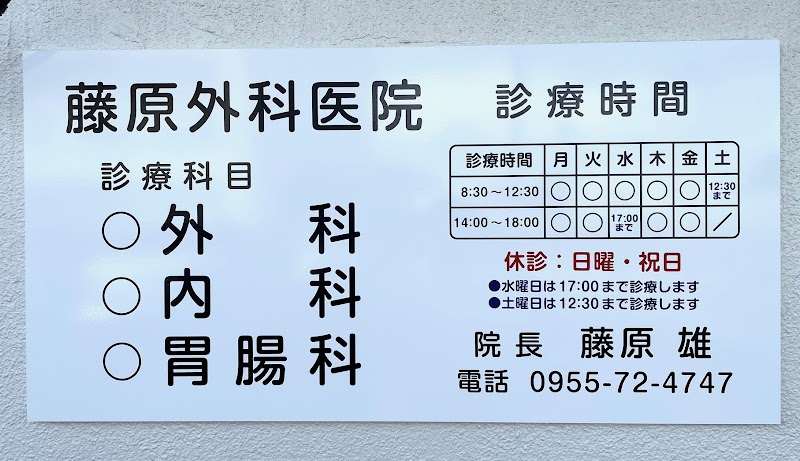 藤原外科医院
診療科目
○外科
○内科
○胃腸科
診療時間
診療時間 月 火 水 木 金 土
8:30～12:30 ○ ○ ○ ○ ○ 12:30まで
14:00～18:00 ○ ○ 17:00まで ○ ○ ／
休診：日曜・祝日
●水曜日は17:00まで診療します
●土曜日は12:30まで診療します
院長 藤原 雄
電話 0955-72-4747